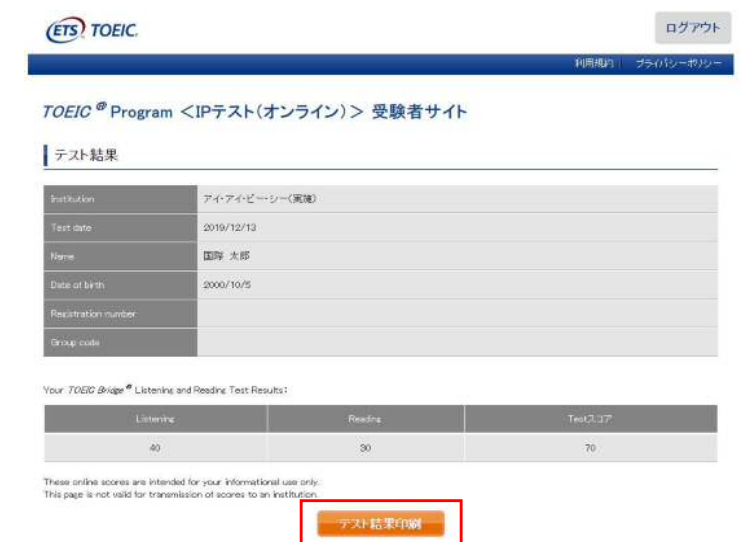 ETS TOEIC.
ログアウト
利用規約 プライバシーポリシー
TOEIC ® Program ＜IPテスト(オンライン)＞ 受験者サイト
テスト結果
Institution アイ・アイ・ビー・シー(実施)
Test date 2019/12/13
Name 国際 太郎
Date of birth 2000/10/5
Registration number
Group code
Your TOEIC Bridge ® Listening and Reading Test Results:
Listening Reading Testスコア
40 30 70
These online scores are intended for your informational use only.
This page is not valid for transmission of scores to an institution.
テスト結果印刷